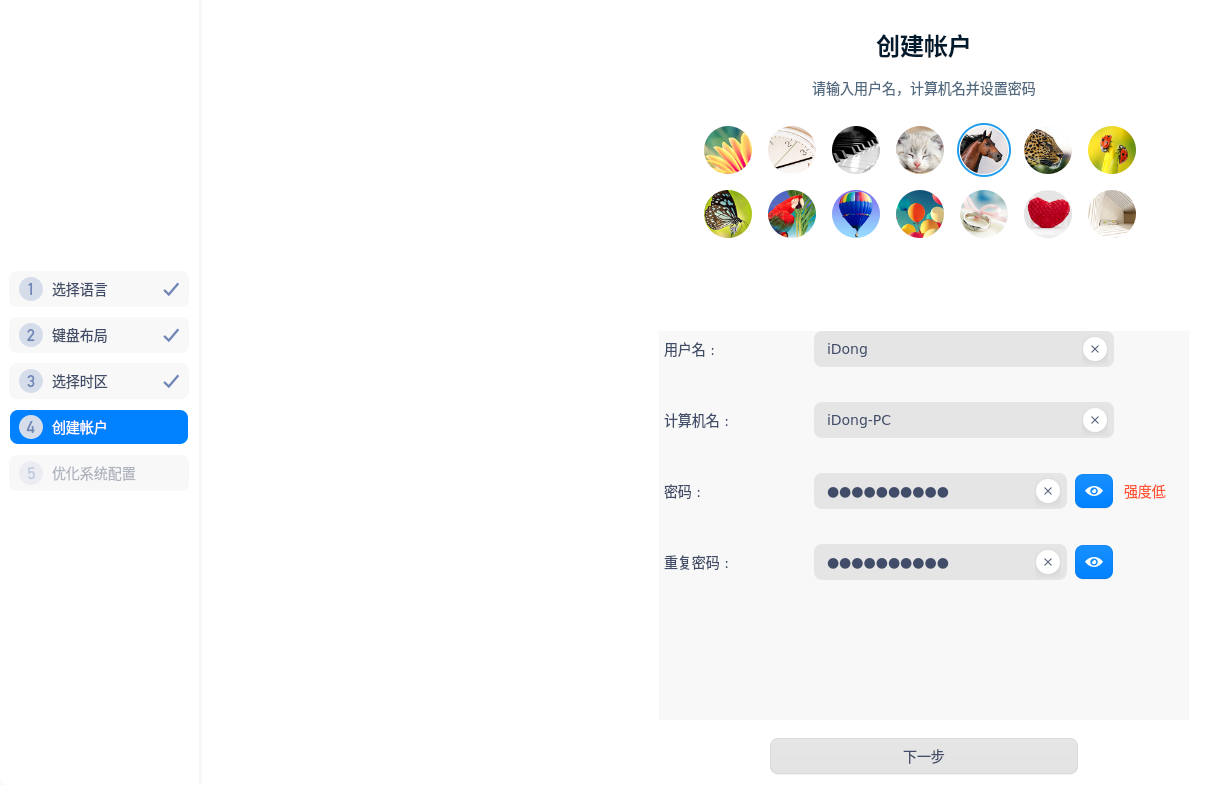 创建帐户
请输入用户名，计算机名并设置密码
1 选择语言
2 键盘布局
3 选择时区
4 创建帐户
5 优化系统配置
用户名： iDong
计算机名： iDong-PC
密码： ●●●●●●●●●● 强度低
重复密码： ●●●●●●●●●●
下一步